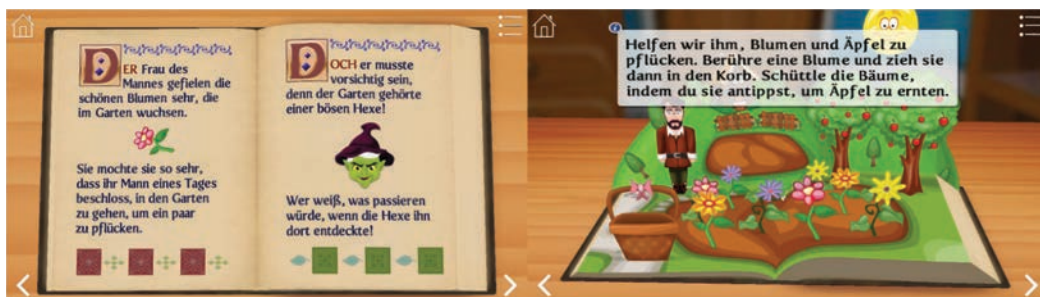 DER Frau des
Mannes gefielen die
schönen Blumen sehr, die
im Garten wuchsen.
Sie mochte sie so sehr,
dass ihr Mann eines Tages
beschloss, in den Garten
zu gehen, um ein paar
zu pflücken.
DOCH er musste
vorsichtig sein,
denn der Garten gehörte
einer bösen Hexe!
Wer weiß, was passieren
würde, wenn die Hexe ihn
dort entdeckte!
Helfen wir ihm, Blumen und Äpfel zu
pflücken. Berühre eine Blume und zieh sie
dann in den Korb. Schüttle die Bäume,
indem du sie antippst, um Äpfel zu ernten.